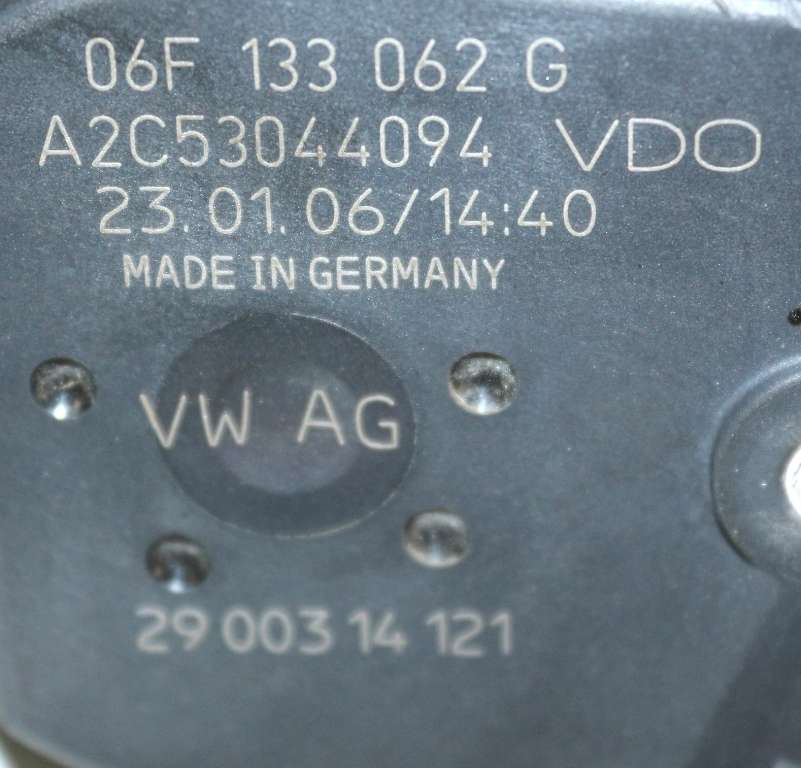 06F 133 062 G
A2C53044094 VDO
23.01.06/14:40
MADE IN GERMANY
VW AG
29 003 14 121